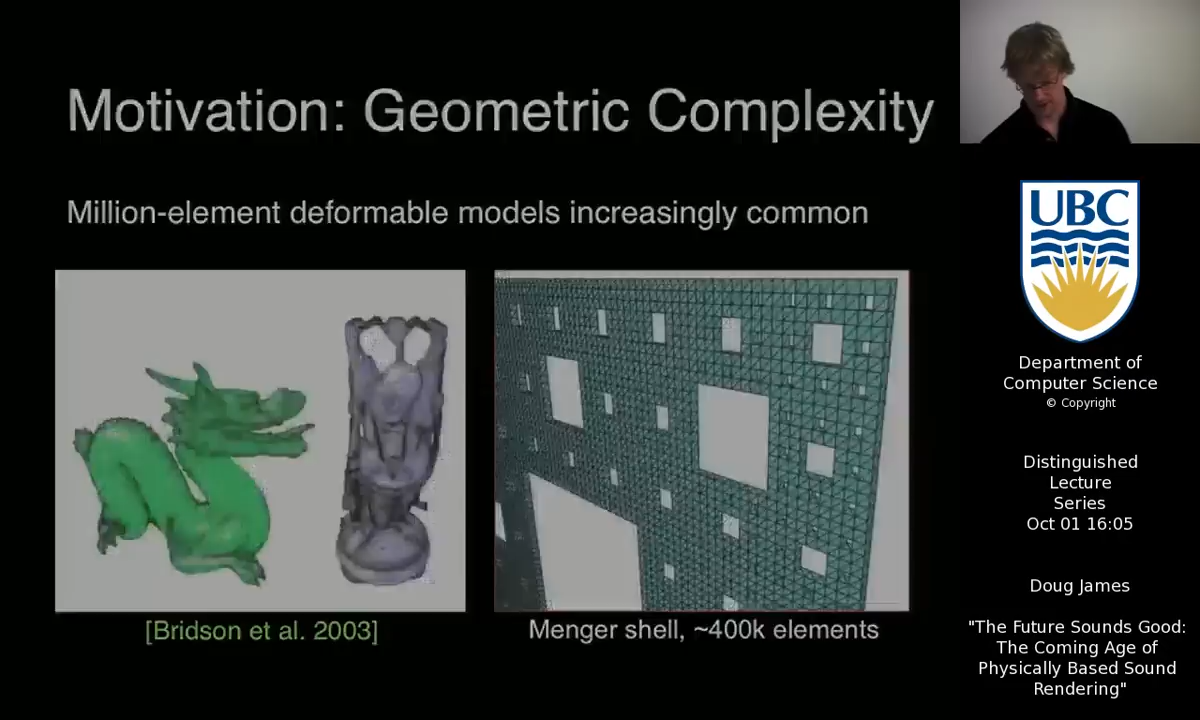 Motivation: Geometric Complexity
Million-element deformable models increasingly common
[Bridson et al. 2003]
Menger shell, ~400k elements
UBC
Department of
Computer Science
© Copyright
Distinguished
Lecture
Series
Oct 01 16:05
Doug James
"The Future Sounds Good:
The Coming Age of
Physically Based Sound
Rendering"